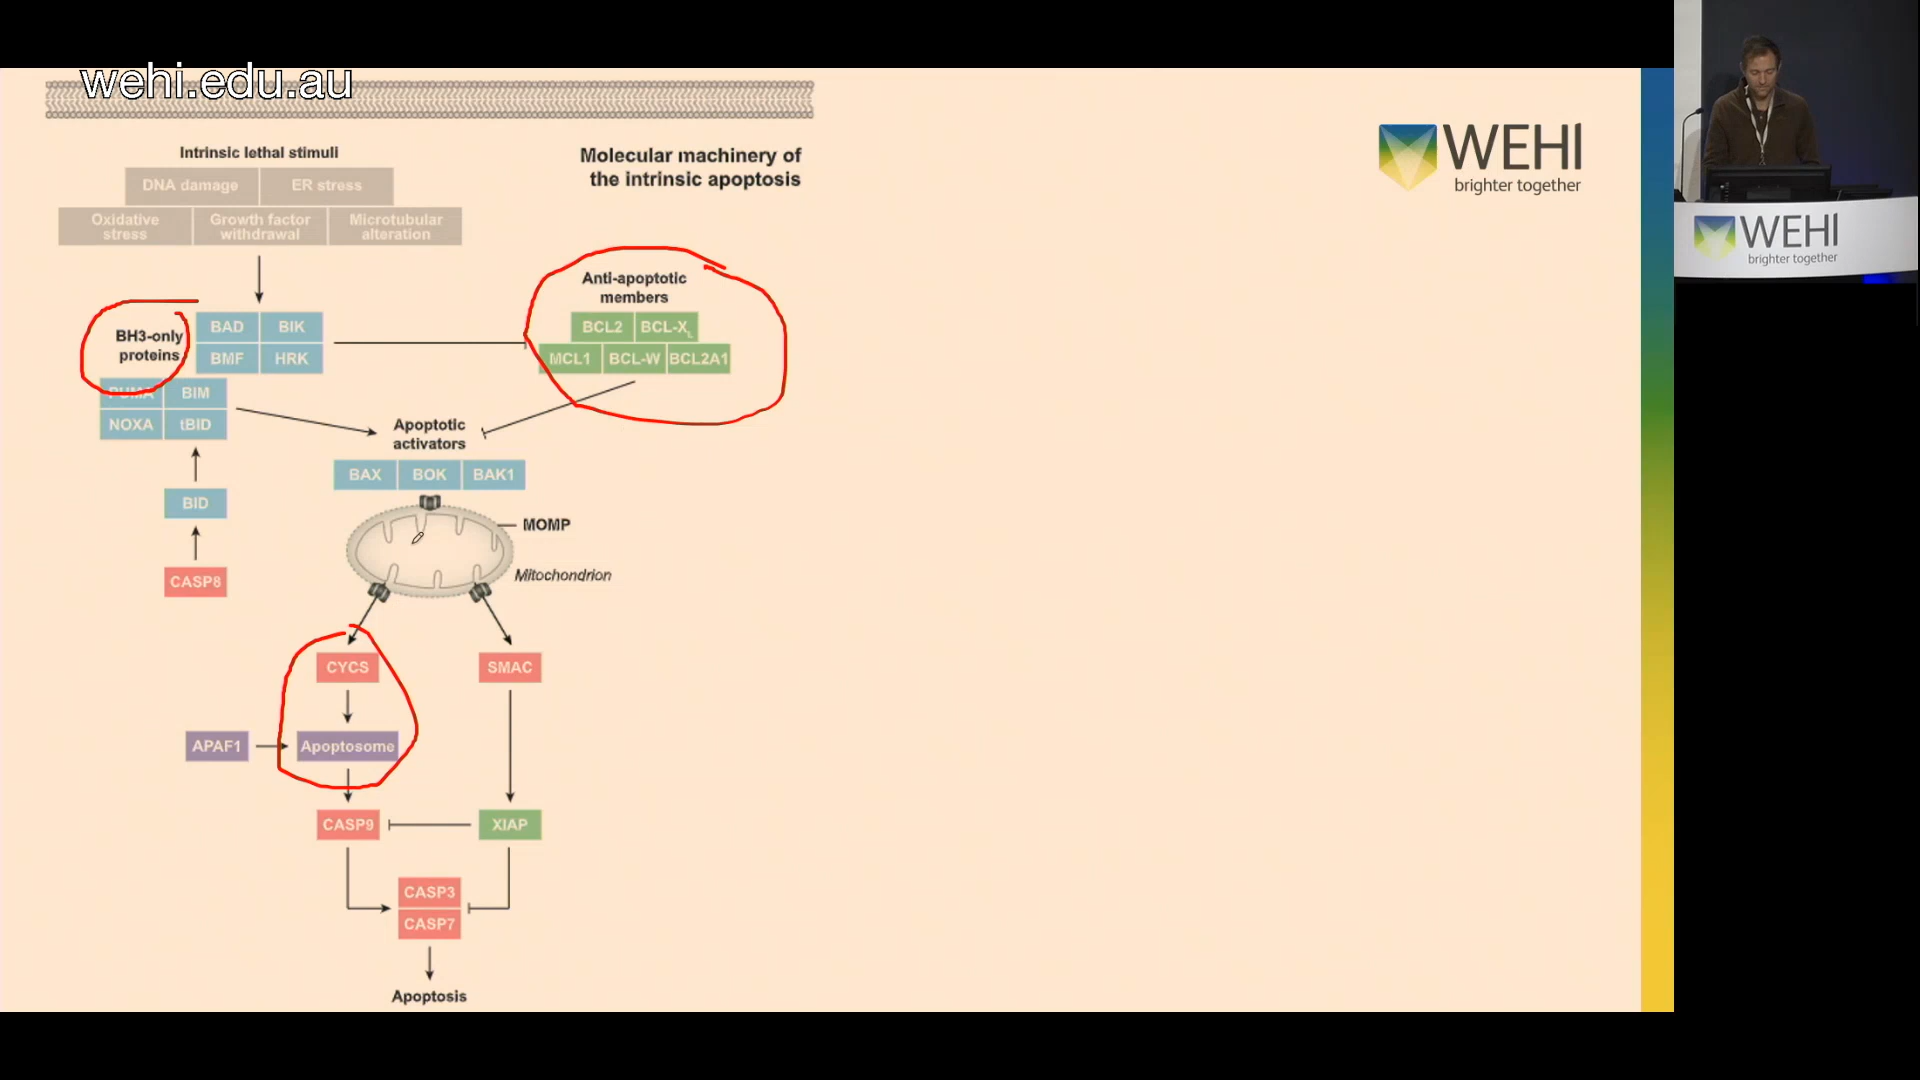 wehi.edu.au
Intrinsic lethal stimuli
DNA damage
ER stress
Oxidative
stress
Growth factor
withdrawal
Microtubular
alteration
Molecular machinery of
the intrinsic apoptosis
BH3-only
proteins
BAD
BIK
BMF
HRK
PUMA
BIM
NOXA
tBID
BID
CASP8
Anti-apoptotic
members
BCL2
BCL-XL
MCL1
BCL-W
BCL2A1
Apoptotic
activators
BAX
BOK
BAK1
MOMP
Mitochondrion
CYCS
SMAC
APAF1
Apoptosome
CASP9
XIAP
CASP3
CASP7
Apoptosis
WEHI
brighter together
WEHI
brighter together